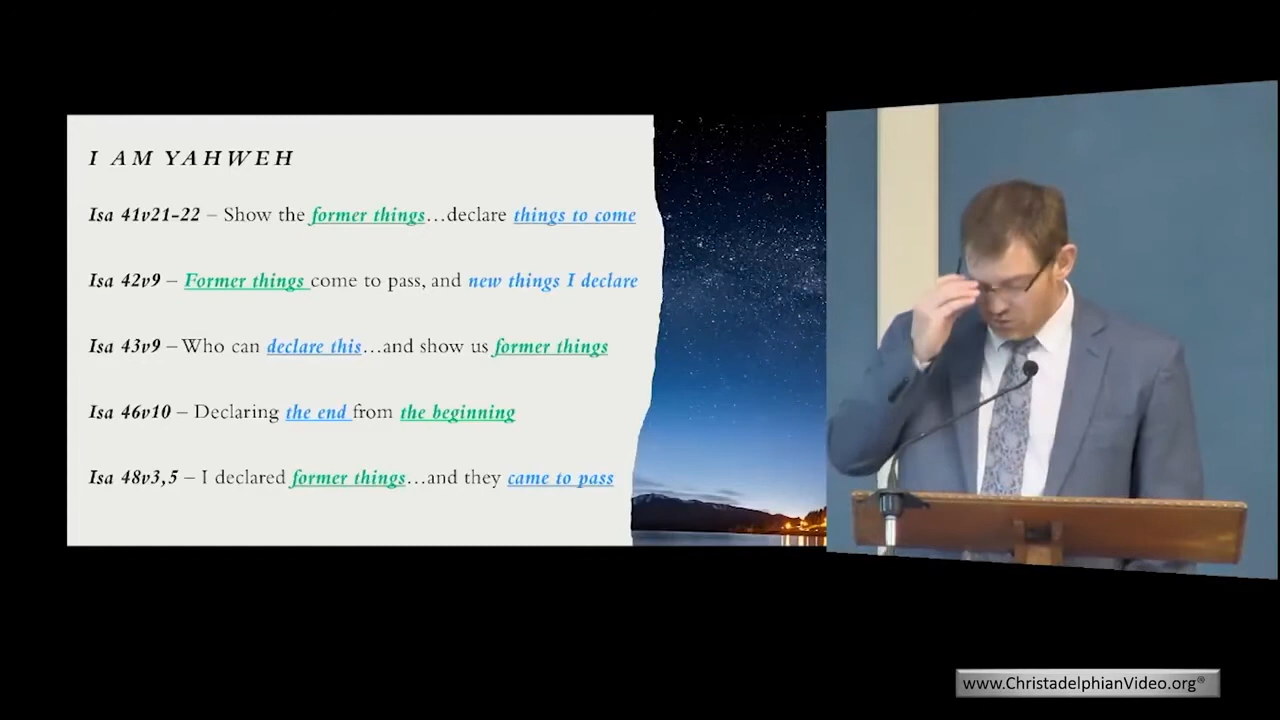 I AM YAHWEH
Isa 41v21-22 – Show the former things…declare things to come
Isa 42v9 – Former things come to pass, and new things I declare
Isa 43v9 – Who can declare this…and show us former things
Isa 46v10 – Declaring the end from the beginning
Isa 48v3,5 – I declared former things…and they came to pass
www.ChristadelphianVideo.org®